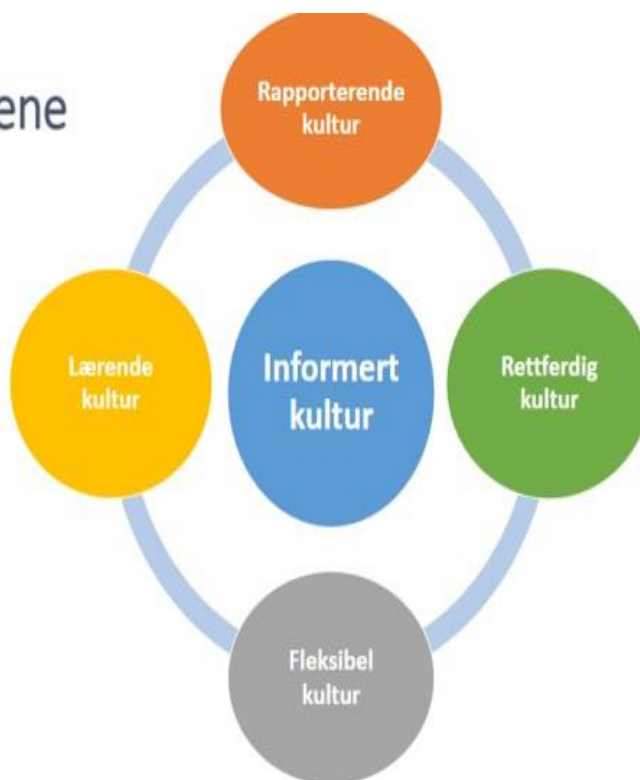 ene
Rapporterende
kultur
Lærende
kultur
Informert
kultur
Rettferdig
kultur
Fleksibel
kultur